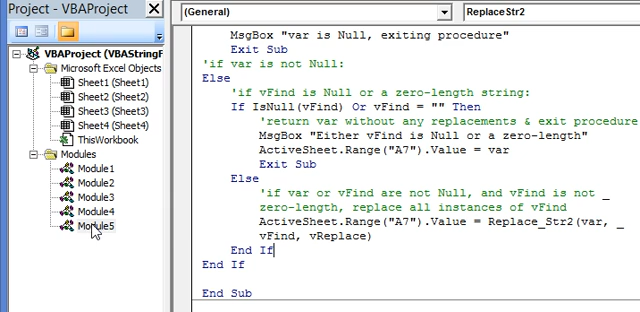 Project - VBAProject
VBAProject (VBAStringF
Microsoft Excel Objects
Sheet1 (Sheet1)
Sheet2 (Sheet2)
Sheet3 (Sheet3)
Sheet4 (Sheet4)
ThisWorkbook
Modules
Module1
Module2
Module3
Module4
Module5
(General)
ReplaceStr2
MsgBox "var is Null, exiting procedure"
Exit Sub
'if var is not Null:
Else
'if vFind is Null or a zero-length string:
If IsNull(vFind) Or vFind = "" Then
'return var without any replacements & exit procedure
MsgBox "Either vFind is Null or a zero-length"
ActiveSheet.Range("A7").Value = var
Exit Sub
Else
'if var or vFind are not Null, and vFind is not _
zero-length, replace all instances of vFind
ActiveSheet.Range("A7").Value = Replace_Str2(var, _
vFind, vReplace)
End If
End If
End Sub